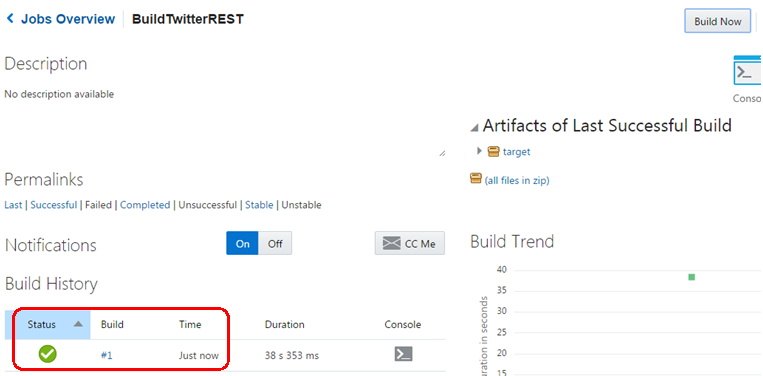 Jobs Overview BuildTwitterREST Build Now
Description
No description available
Conso
Artifacts of Last Successful Build
target
(all files in zip)
Permalinks
Last | Successful | Failed | Completed | Unsuccessful | Stable | Unstable
Notifications On Off CC Me
Build Trend
Build History
Status Build Time Duration Console
#1 Just now 38 s 353 ms
40
35
30
25
20
15
uration in seconds